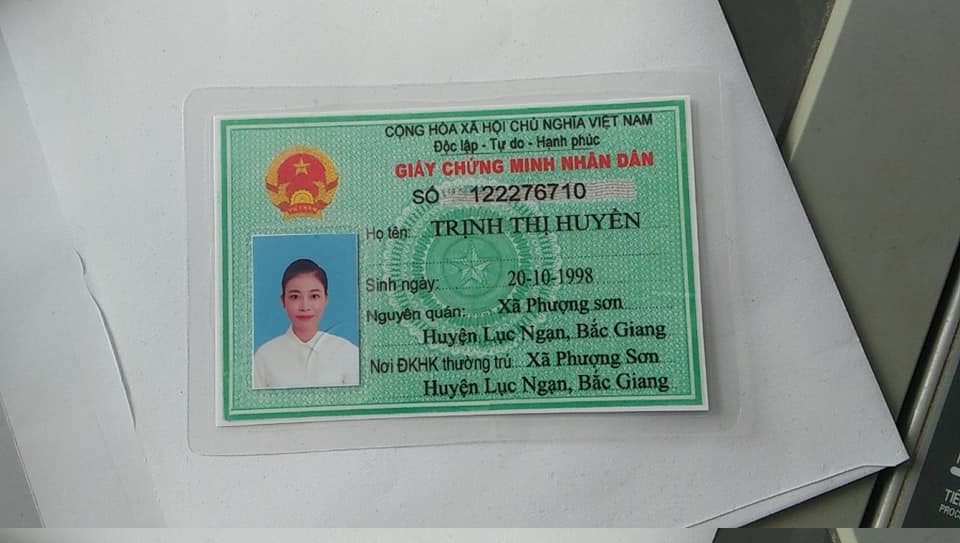 CỘNG HÒA XÃ HỘI CHỦ NGHĨA VIỆT NAM
Độc lập - Tự do - Hạnh phúc
GIẤY CHỨNG MINH NHÂN DÂN
SỐ 122276710
Họ tên: TRỊNH THỊ HUYỀN
Sinh ngày: 20-10-1998
Nguyên quán: Xã Phượng sơn
Huyện Lục Ngạn, Bắc Giang
Nơi ĐKHK thường trú: Xã Phượng Sơn
Huyện Lục Ngạn, Bắc Giang
VIỆT NAM